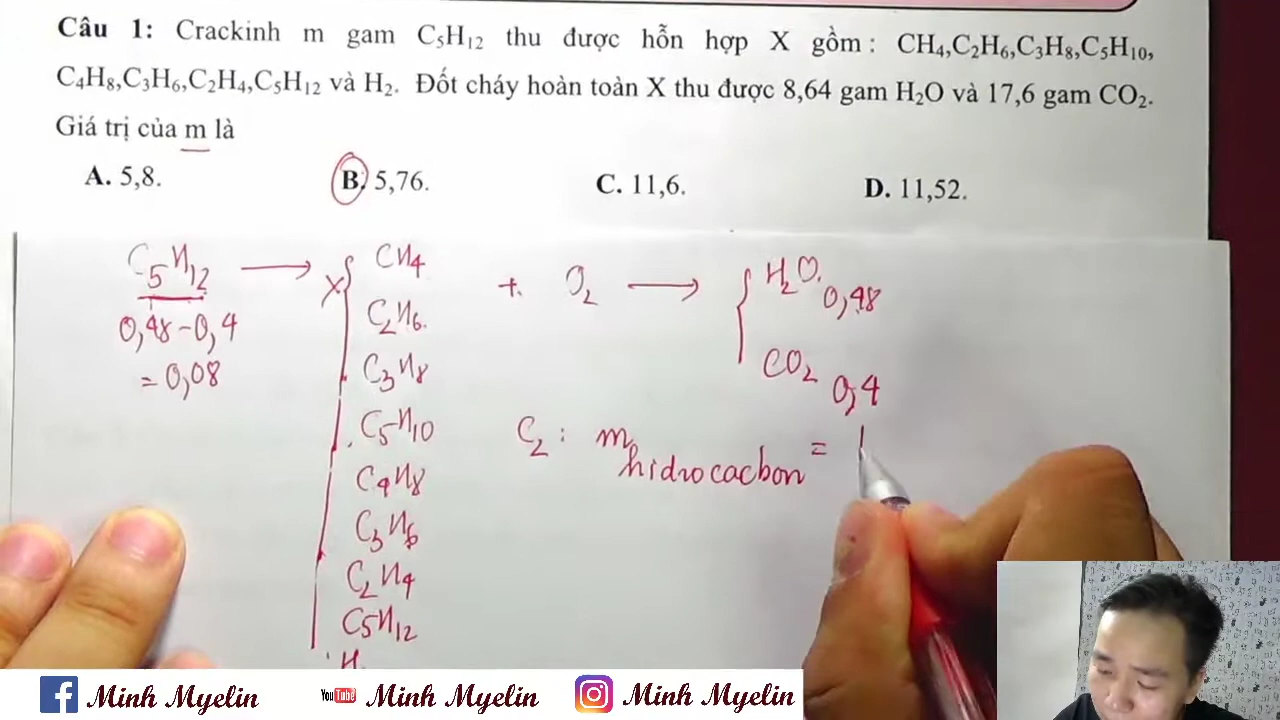 Câu 1: Crackinh m gam C₅H₁₂ thu được hỗn hợp X gồm : CH₄,C₂H₆,C₃H₈,C₅H₁₀,
C₄H₈,C₃H₆,C₂H₄,C₅H₁₂ và H₂. Đốt cháy hoàn toàn X thu được 8,64 gam H₂O và 17,6 gam CO₂.
Giá trị của m là
A. 5,8. B. 5,76. C. 11,6. D. 11,52.
C₅H₁₂ → X { CH₄ + O₂ → { H₂O 0,48
0,48 - 0,4 C₂H₆
= 0,08 C₃H₈ CO₂ 0,4
C₅H₁₀ C₂ : m hidrocacbon =
C₄H₈
C₃H₆
C₂H₄
C₅H₁₂
H
Minh Myelin YouTube Minh Myelin Minh Myelin